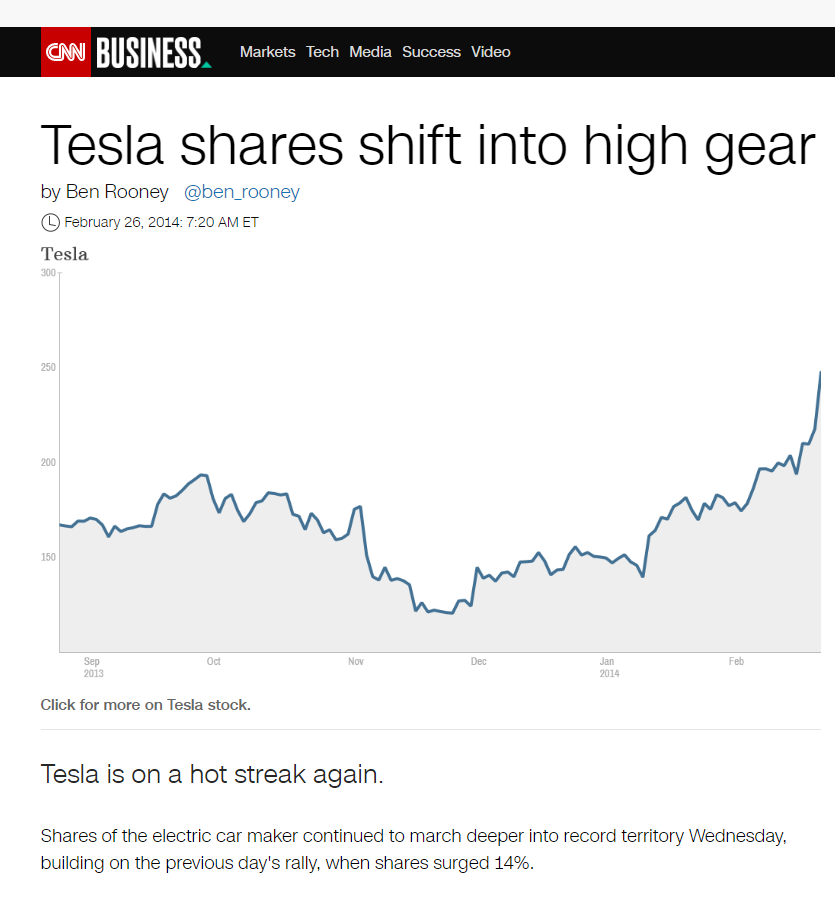 CNN BUSINESS Markets Tech Media Success Video
Tesla shares shift into high gear
by Ben Rooney @ben_rooney
February 26, 2014: 7:20 AM ET
Tesla
300
250
200
150
Sep Oct Nov Dec Jan Feb
2013 2014
Click for more on Tesla stock.
Tesla is on a hot streak again.
Shares of the electric car maker continued to march deeper into record territory Wednesday,
building on the previous day's rally, when shares surged 14%.